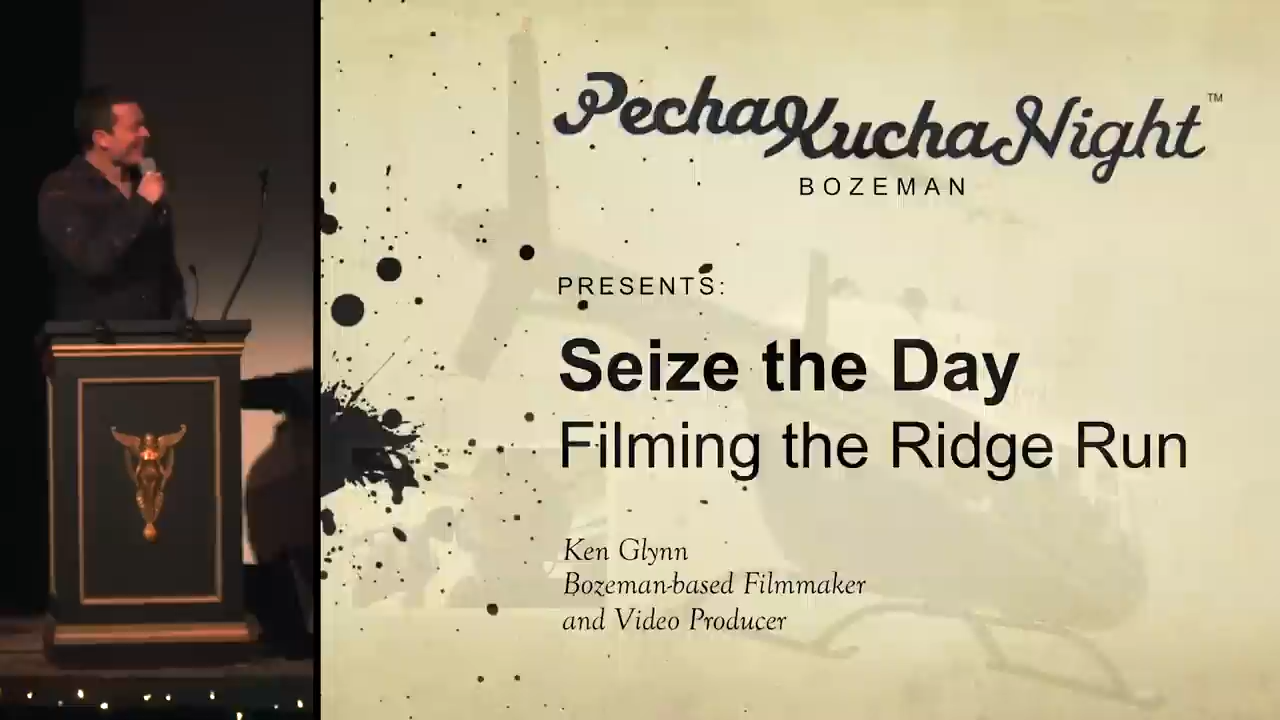 PechaKuchaNight™
BOZEMAN
PRESENTS:
Seize the Day
Filming the Ridge Run
Ken Glynn
Bozeman-based Filmmaker
and Video Producer